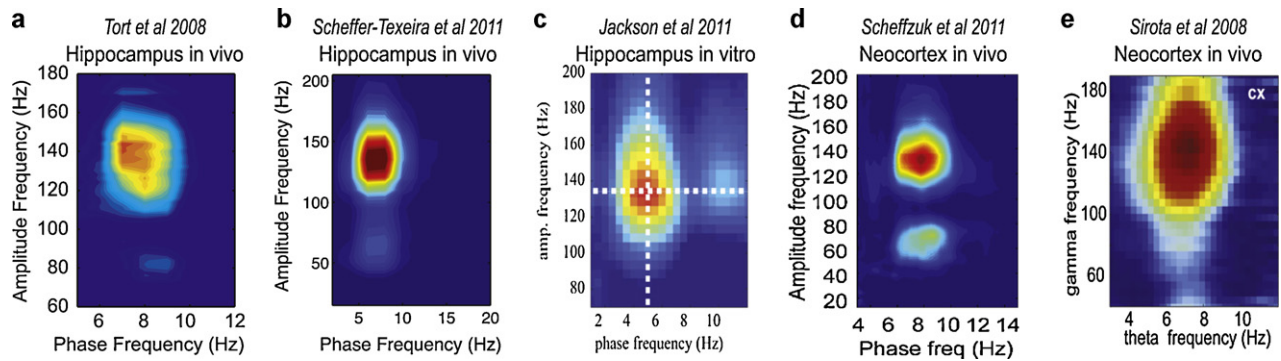 a
Tort et al 2008
Hippocampus in vivo
Amplitude Frequency (Hz)
180
160
140
120
100
80
60
6 8 10 12
Phase Frequency (Hz)
b
Scheffer-Texeira et al 2011
Hippocampus in vivo
Amplitude Frequency (Hz)
200
150
100
50
5 10 15 20
Phase Frequency (Hz)
c
Jackson et al 2011
Hippocampus in vitro
amp. frequency (Hz)
200
180
160
140
120
100
80
2 4 6 8 10
phase frequency (Hz)
d
Scheffzuk et al 2011
Neocortex in vivo
Amplitude frequency (Hz)
200
180
160
140
120
100
80
60
40
20
4 6 8 10 12 14
Phase freq (Hz)
e
Sirota et al 2008
Neocortex in vivo
cx
gamma frequency (Hz)
180
140
100
60
4 6 8 10
theta frequency (Hz)